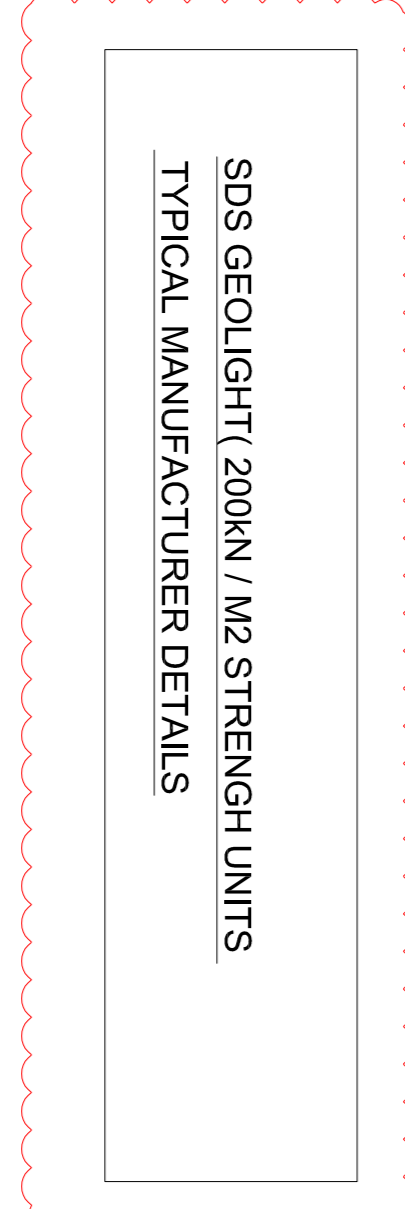 SDS GEOLIGHT( 200kN / M2 STRENGH UNITS
TYPICAL MANUFACTURER DETAILS